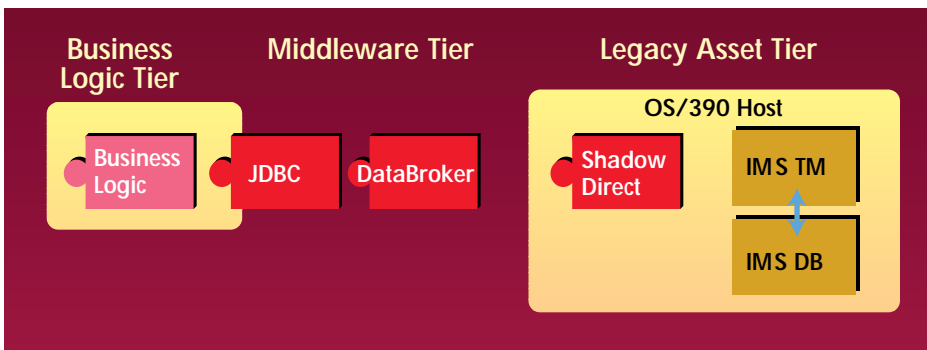 Business
Logic Tier
Middleware Tier
Legacy Asset Tier
OS/390 Host
Business
Logic
JDBC
DataBroker
Shadow
Direct
IMS TM
IMS DB